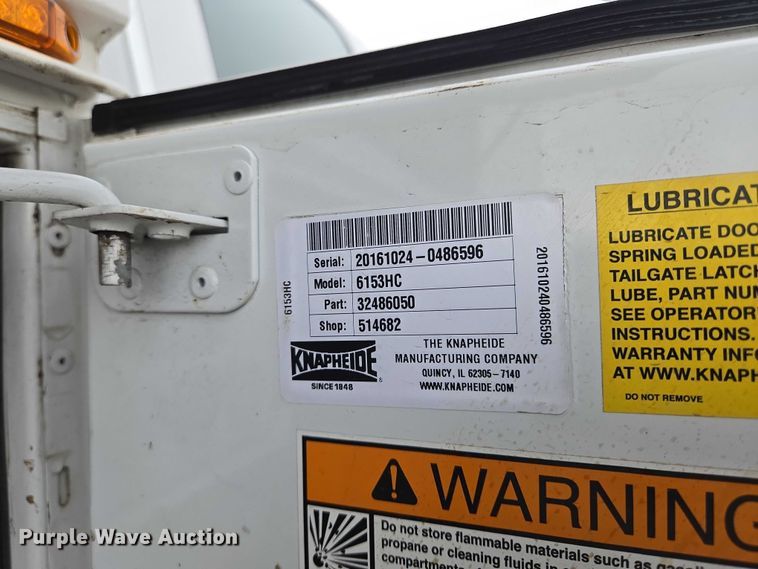 Serial: 20161024-0486596
Model: 6153HC
Part: 32486050
Shop: 514682
6153HC
201610240486596
KNAPHEIDE
SINCE 1848
THE KNAPHEIDE
MANUFACTURING COMPANY
QUINCY, IL 62305-7140
WWW.KNAPHEIDE.COM
LUBRICAT
LUBRICATE DOO
SPRING LOADED
TAILGATE LATCH
LUBE, PART NUM
SEE OPERATOR
INSTRUCTIONS.
WARRANTY INFO
AT WWW.KNAPHE
DO NOT REMOVE
WARNING
Do not store flammable materials such as
propane or cleaning fluids in
Purple Wave Auction